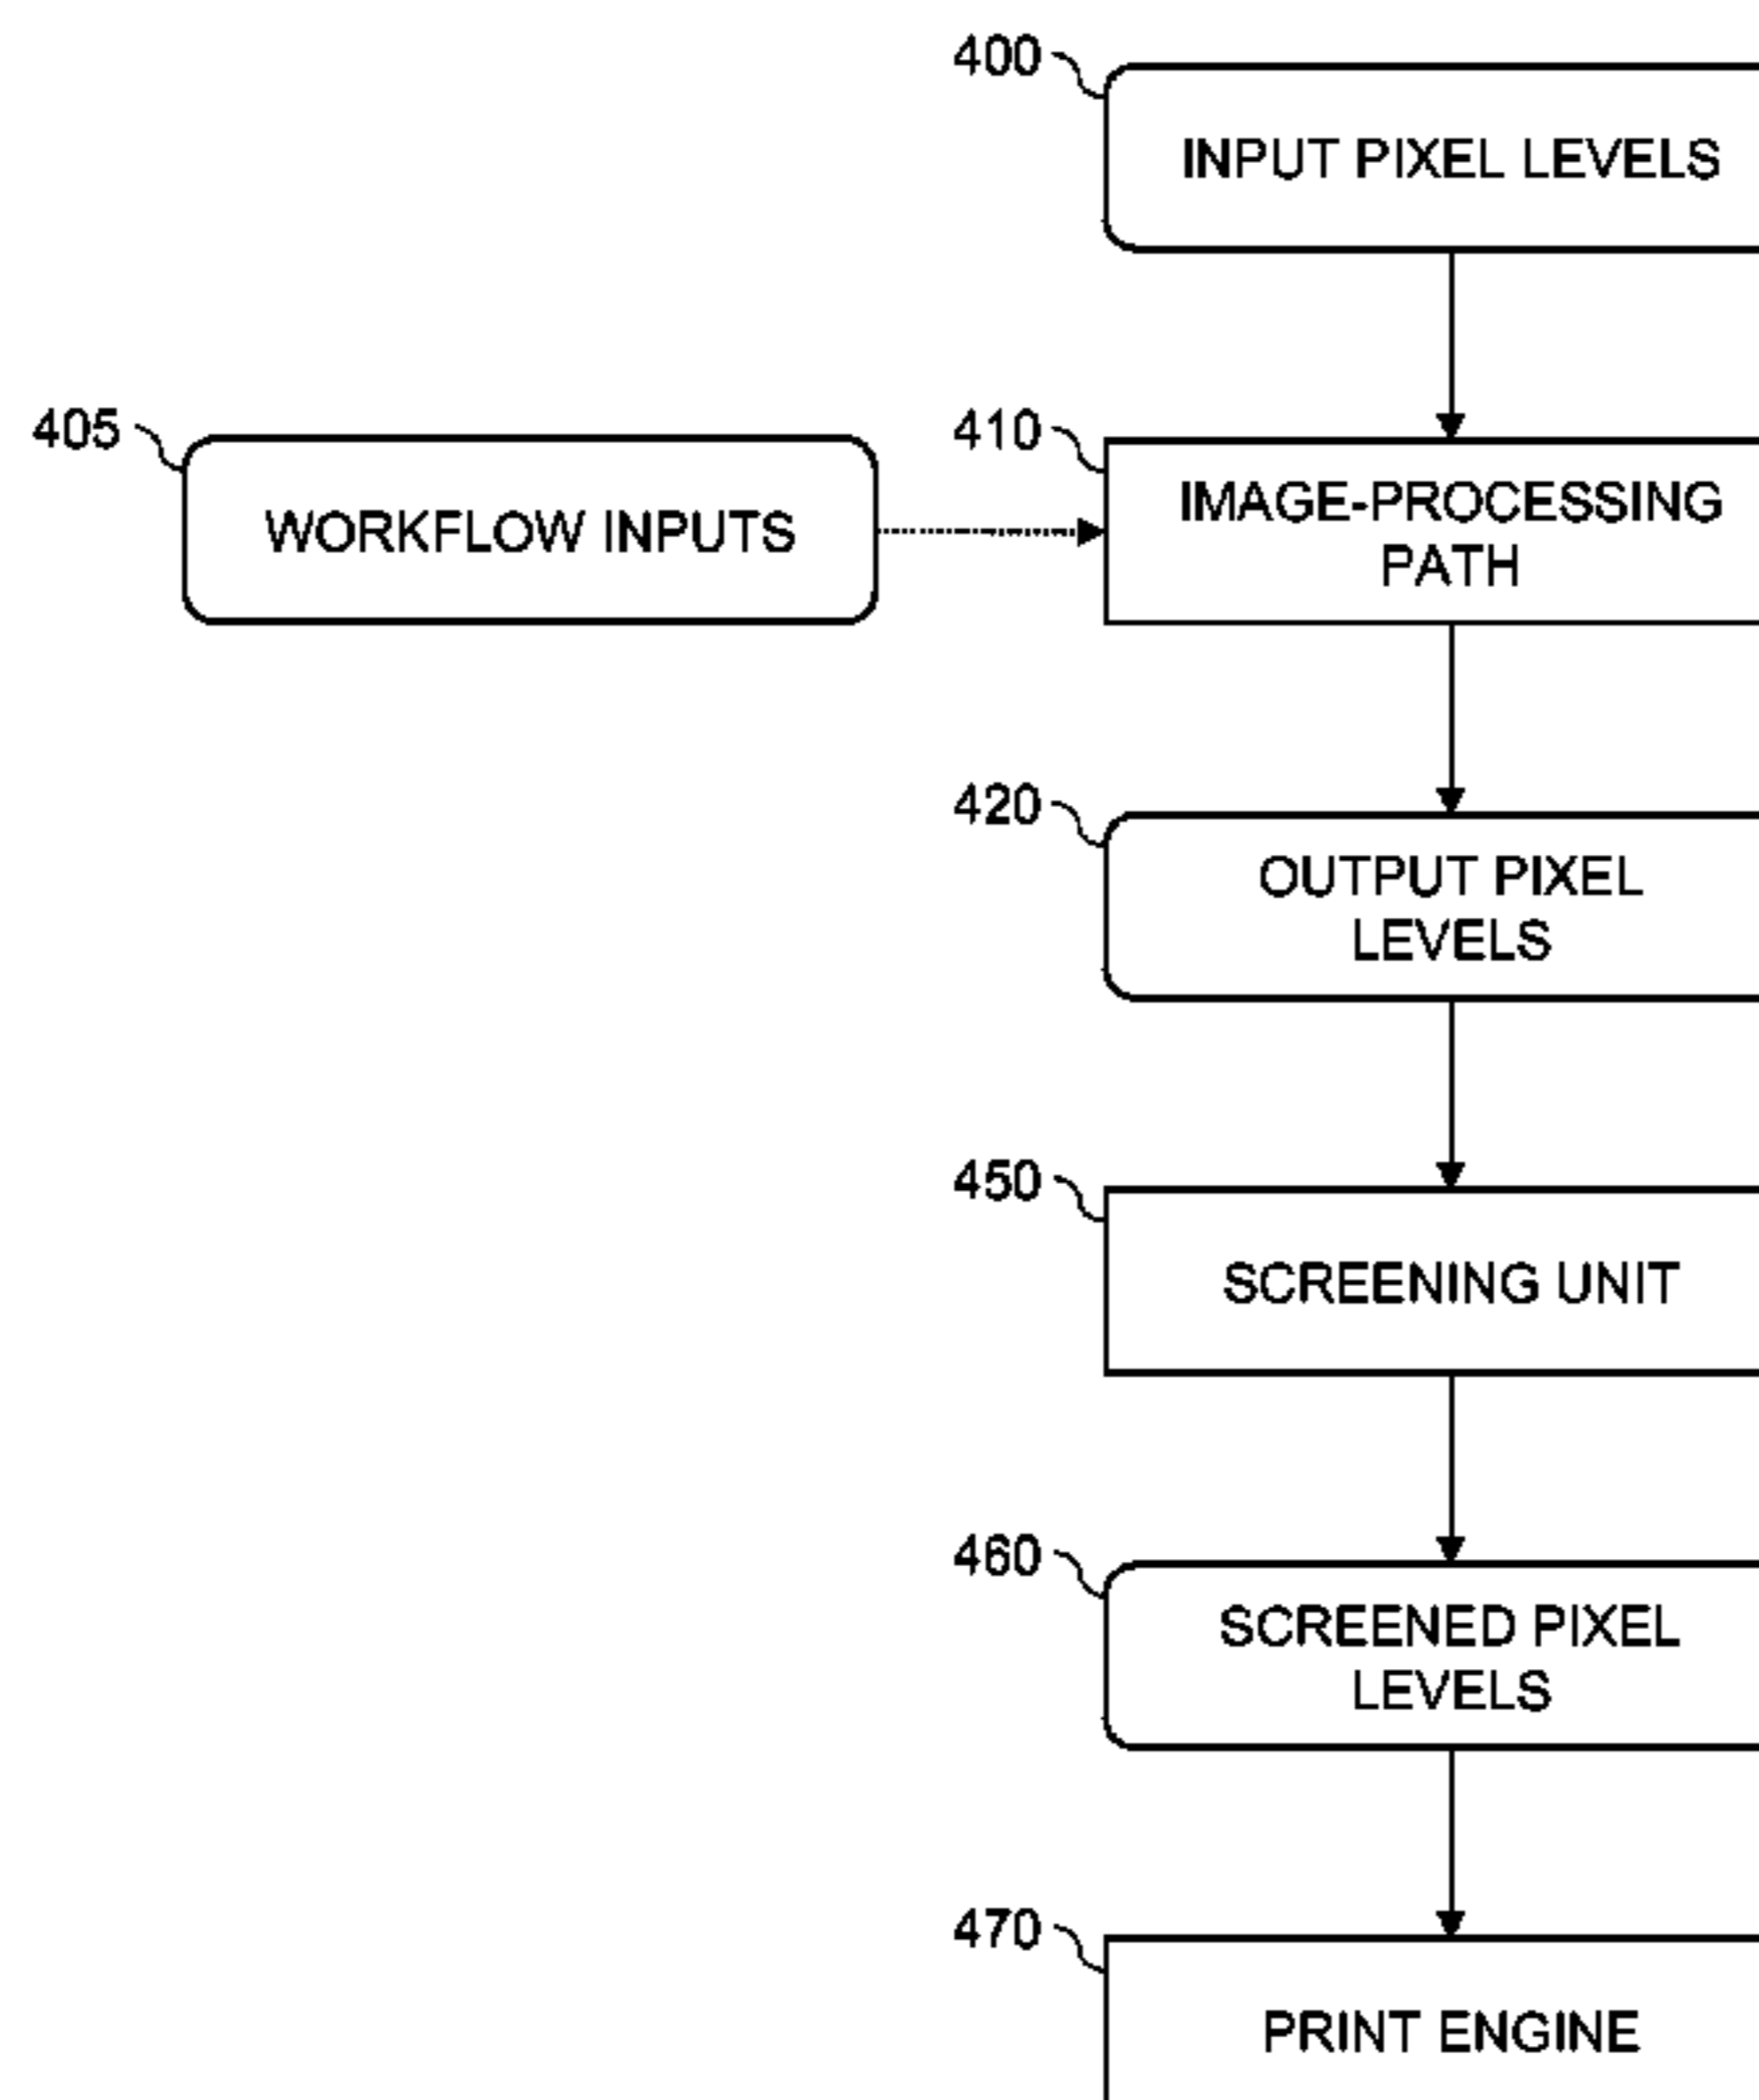 400
INPUT PIXEL LEVELS
405
WORKFLOW INPUTS
410
IMAGE-PROCESSING
PATH
420
OUTPUT PIXEL
LEVELS
450
SCREENING UNIT
460
SCREENED PIXEL
LEVELS
470
PRINT ENGINE